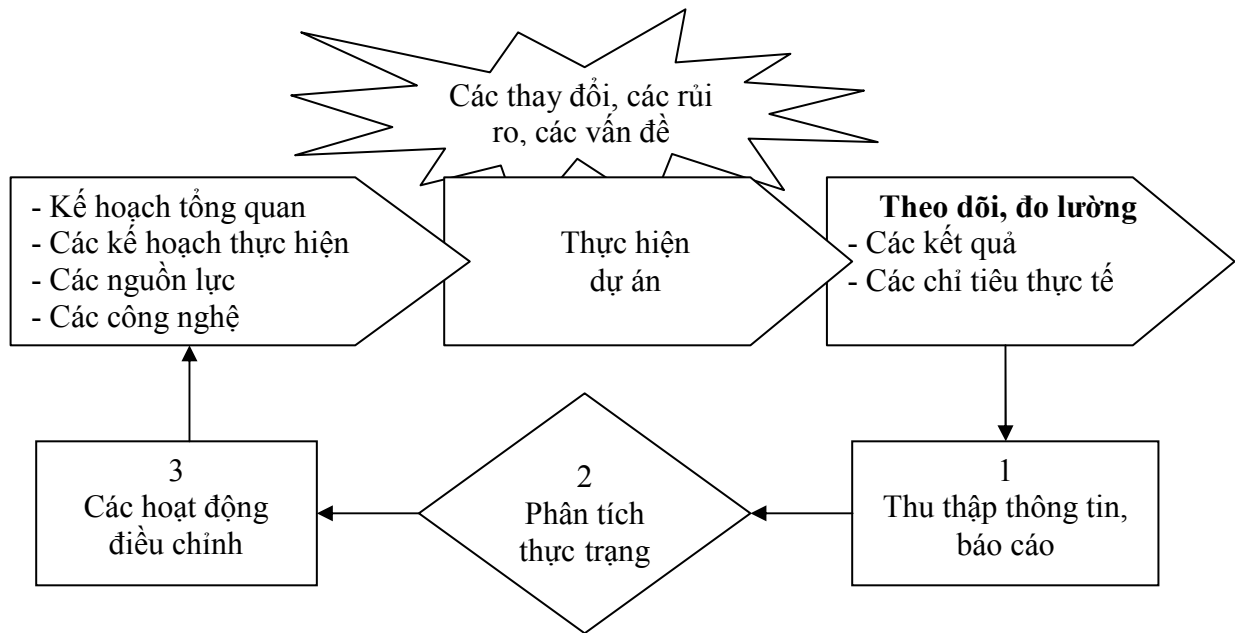 Các thay đổi, các rủi
ro, các vấn đề
- Kế hoạch tổng quan
- Các kế hoạch thực hiện
- Các nguồn lực
- Các công nghệ
Thực hiện
dự án
Theo dõi, đo lường
- Các kết quả
- Các chỉ tiêu thực tế
3
Các hoạt động
điều chỉnh
2
Phân tích
thực trạng
1
Thu thập thông tin,
báo cáo